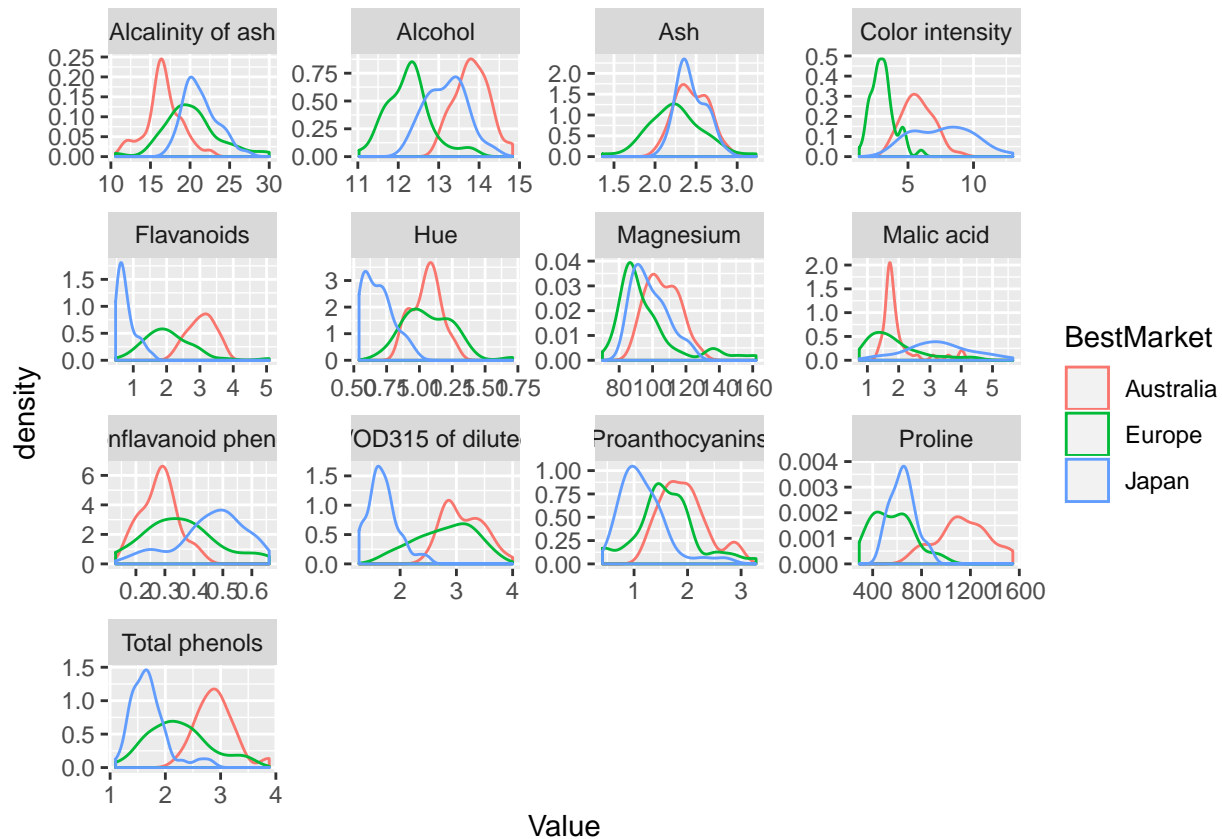 Alcalinity of ash
Alcohol
Ash
Color intensity
0.25
0.20
0.15
0.10
0.05
0.00
10 15 20 25 30
0.75
0.50
0.25
0.00
11 12 13 14 15
2.0
1.5
1.0
0.5
0.0
1.5 2.0 2.5 3.0
0.5
0.4
0.3
0.2
0.1
0.0
5 10
Flavanoids
Hue
Magnesium
Malic acid
1.5
1.0
0.5
0.0
1 2 3 4 5
3
2
1
0
0.50 0.75 1.00 1.25 1.50 1.75
0.04
0.03
0.02
0.01
0.00
80 100 120 140 160
2.0
1.5
1.0
0.5
0.0
1 2 3 4 5
nflavanoid phen
/OD315 of dilute
Proanthocyanins
Proline
6
4
2
0
0.2 0.3 0.4 0.5 0.6
1.5
1.0
0.5
0.0
2 3 4
1.00
0.75
0.50
0.25
0.00
1 2 3
0.004
0.003
0.002
0.001
0.000
400 800 1200 1600
Total phenols
1.5
1.0
0.5
0.0
1 2 3 4
density
Value
BestMarket
Australia
Europe
Japan